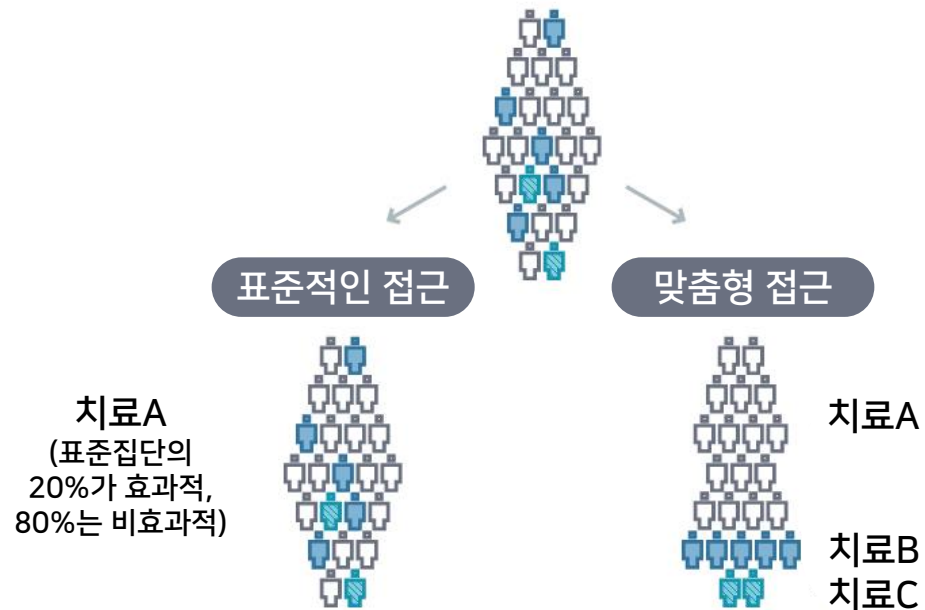 표준적인 접근
맞춤형 접근
치료A
(표준집단의
20%가 효과적,
80%는 비효과적)
치료A
치료B
치료C